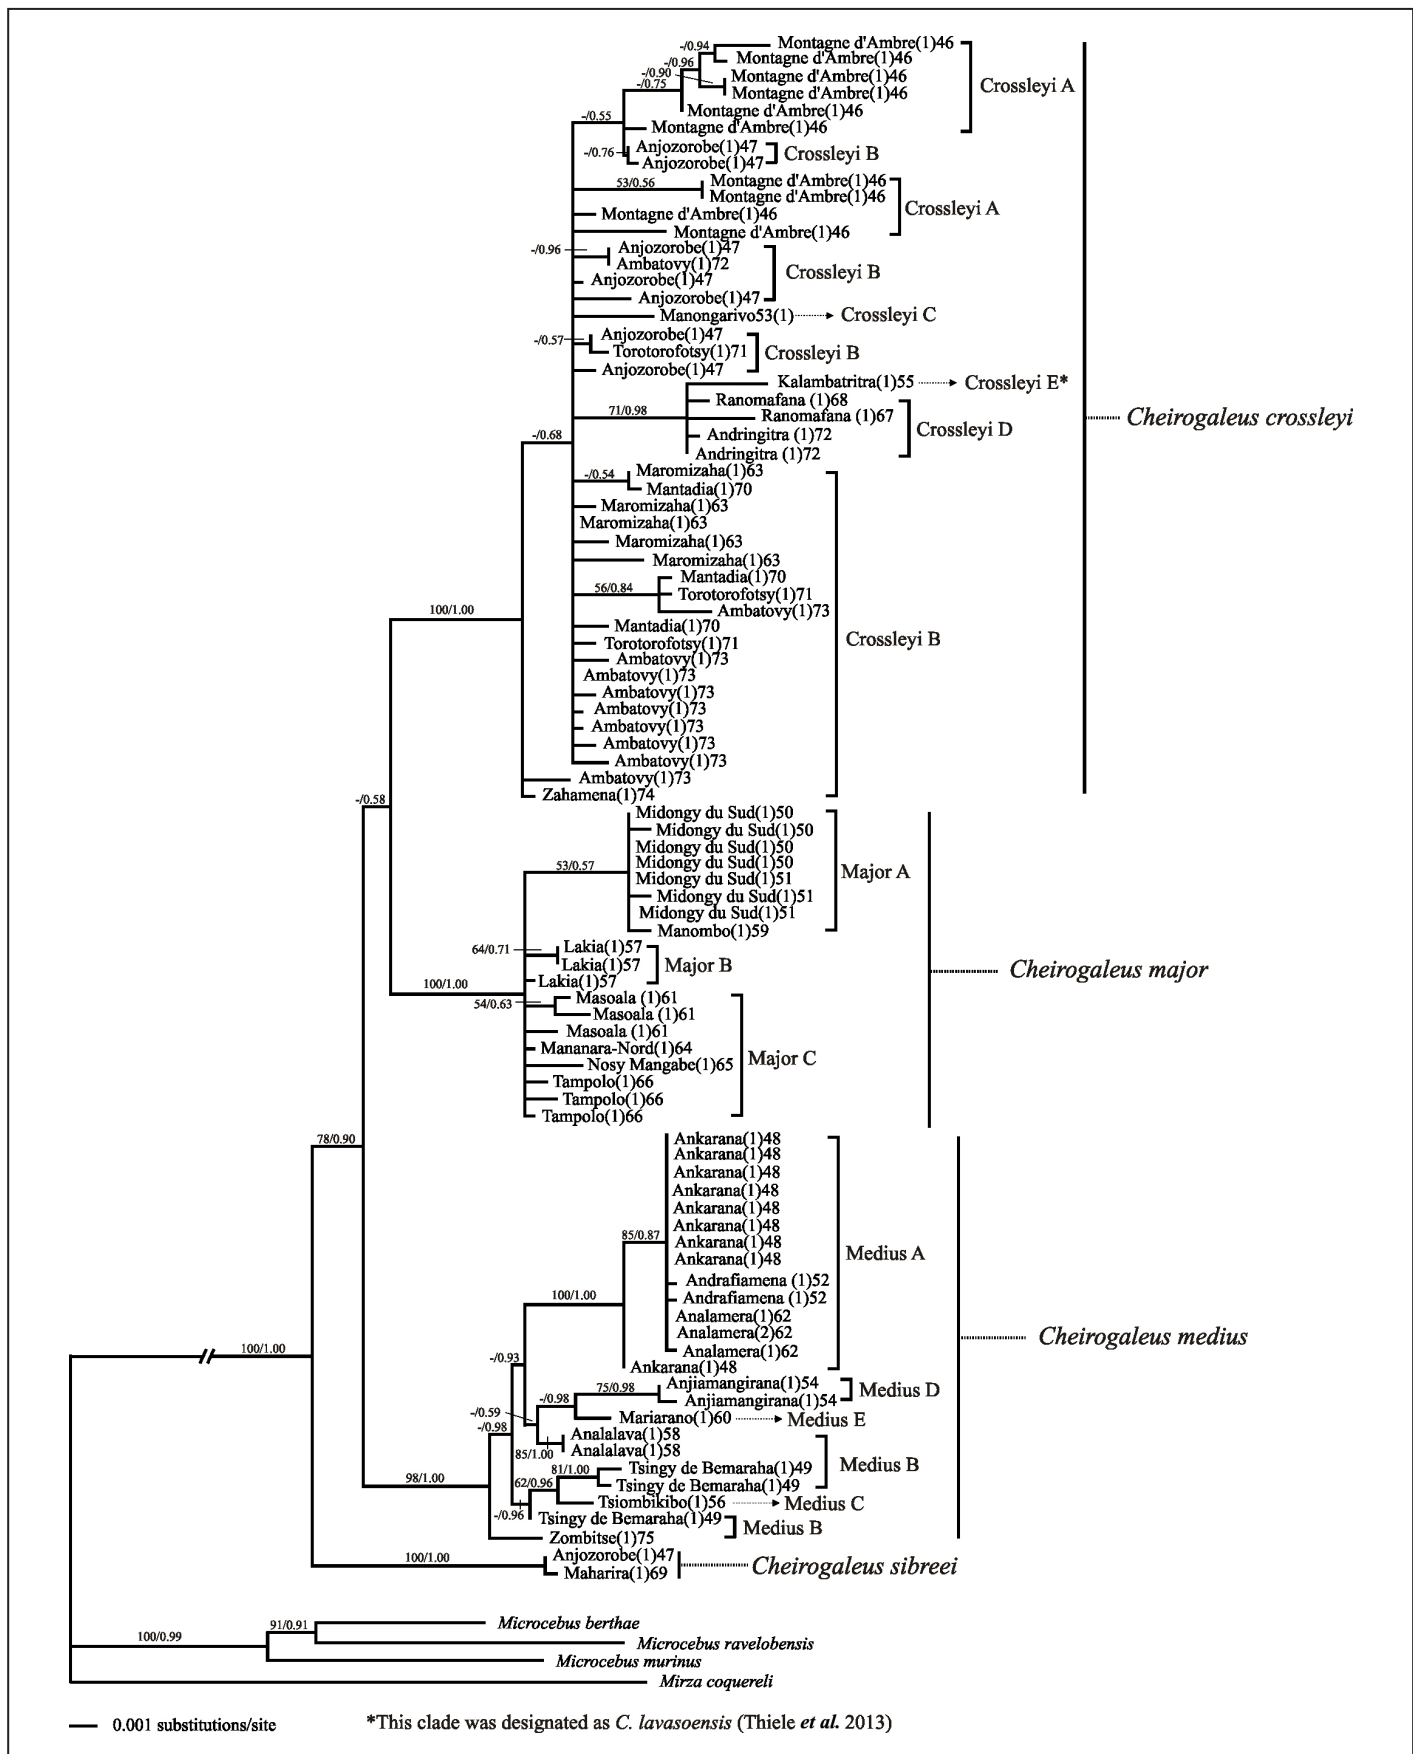 -/0.94
Montagne d'Ambre(1)46
Montagne d'Ambre(1)46
-/0.96
-/0.90
Montagne d'Ambre(1)46
-/0.75
Montagne d'Ambre(1)46
Crossleyi A
Montagne d'Ambre(1)46
-/0.55
Montagne d'Ambre(1)46
-/0.76
Anjozorobe(1)47
Crossleyi B
Anjozorobe(1)47
53/0.56
Montagne d'Ambre(1)46
Montagne d'Ambre(1)46
Crossleyi A
Montagne d'Ambre(1)46
Montagne d'Ambre(1)46
-/0.96
Anjozorobe(1)47
Ambatovy(1)72
Crossleyi B
Anjozorobe(1)47
Anjozorobe(1)47
Manongarivo53(1)
Crossleyi C
-/0.57
Anjozorobe(1)47
Torotorofotsy(1)71
Crossleyi B
Anjozorobe(1)47
Kalambatritra(1)55
Crossleyi E*
Ranomafana (1)68
71/0.98
Ranomafana (1)67
Cheirogaleus crossleyi
Andringitra (1)72
Crossleyi D
-/0.68
Andringitra (1)72
-/0.54
Maromizaha(1)63
Mantadia(1)70
Maromizaha(1)63
Maromizaha(1)63
Maromizaha(1)63
Maromizaha(1)63
Mantadia(1)70
56/0.84
Torotorofotsy(1)71
Ambatovy(1)73
100/1.00
Mantadia(1)70
Torotorofotsy(1)71
Crossleyi B
Ambatovy(1)73
Ambatovy(1)73
Ambatovy(1)73
Ambatovy(1)73
Ambatovy(1)73
Ambatovy(1)73
Ambatovy(1)73
Ambatovy(1)73
Zahamena(1)74
-/0.58
Midongy du Sud(1)50
Midongy du Sud(1)50
Midongy du Sud(1)50
Midongy du Sud(1)50
53/0.57
Major A
Midongy du Sud(1)51
Midongy du Sud(1)51
Midongy du Sud(1)51
Manombo(1)59
64/0.71
Lakia(1)57
Lakia(1)57
Major B
Cheirogaleus major
100/1.00
Lakia(1)57
54/0.63
Masoala (1)61
Masoala (1)61
Masoala (1)61
Mananara-Nord(1)64
Major C
Nosy Mangabe(1)65
Tampolo(1)66
Tampolo(1)66
Tampolo(1)66
78/0.90
Ankarana(1)48
Ankarana(1)48
Ankarana(1)48
Ankarana(1)48
Ankarana(1)48
Ankarana(1)48
85/0.87
Ankarana(1)48
Ankarana(1)48
Medius A
Andrafiamena (1)52
100/1.00
Andrafiamena (1)52
Analamera(1)62
Analamera(2)62
Analamera(1)62
Cheirogaleus medius
100/1.00
-/0.93
Ankarana(1)48
75/0.98
Anjiamangirana(1)54
Medius D
-/0.98
Anjiamangirana(1)54
-/0.59
Mariarano(1)60
Medius E
-/0.98
Analalava(1)58
85/1.00
Analalava(1)58
81/1.00
Tsingy de Bemaraha(1)49
Medius B
98/1.00
62/0.96
Tsingy de Bemaraha(1)49
Tsiombikibo(1)56
Medius C
-/0.96
Tsingy de Bemaraha(1)49
Medius B
Zombitse(1)75
100/1.00
Anjozorobe(1)47
Maharira(1)69
Cheirogaleus sibreei
91/0.91
Microcebus berthae
100/0.99
Microcebus ravelobensis
Microcebus murinus
Mirza coquereli
0.001 substitutions/site
*This clade was designated as C. lavasoensis (Thiele et al. 2013)